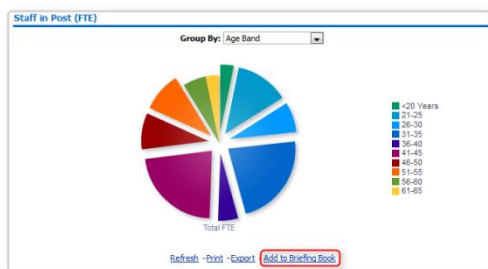 Staff in Post (FTE)
Group By: Age Band
<20 Years
21-25
26-30
31-35
36-40
41-45
46-50
51-55
56-60
61-65
Total FTE
Refresh - Print - Export - Add to Briefing Book